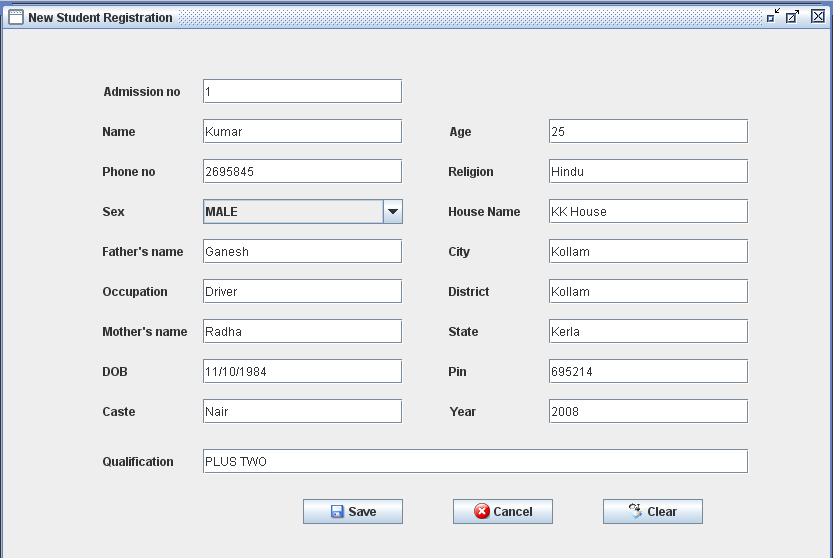 New Student Registration
Admission no 1
Name Kumar Age 25
Phone no 2695845 Religion Hindu
Sex MALE House Name KK House
Father's name Ganesh City Kollam
Occupation Driver District Kollam
Mother's name Radha State Kerla
DOB 11/10/1984 Pin 695214
Caste Nair Year 2008
Qualification PLUS TWO
Save Cancel Clear